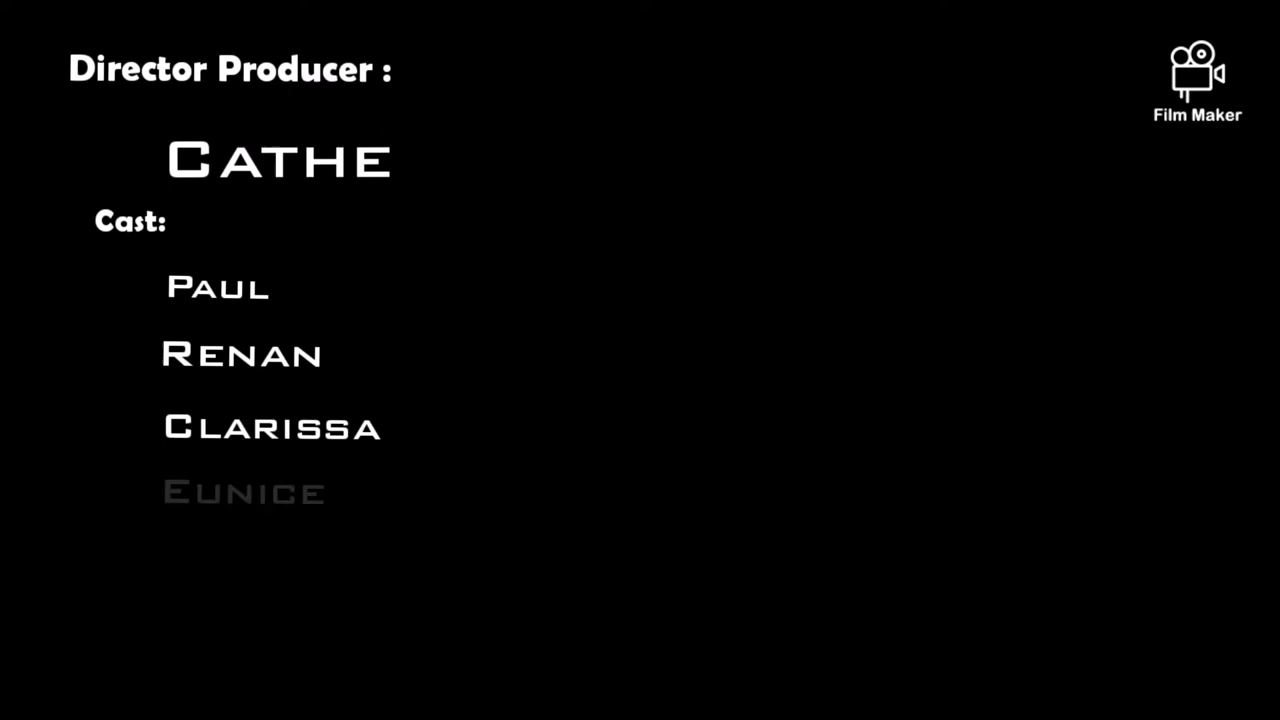 Director Producer :
Film Maker
CATHE
Cast:
PAUL
RENAN
CLARISSA
EUNICE